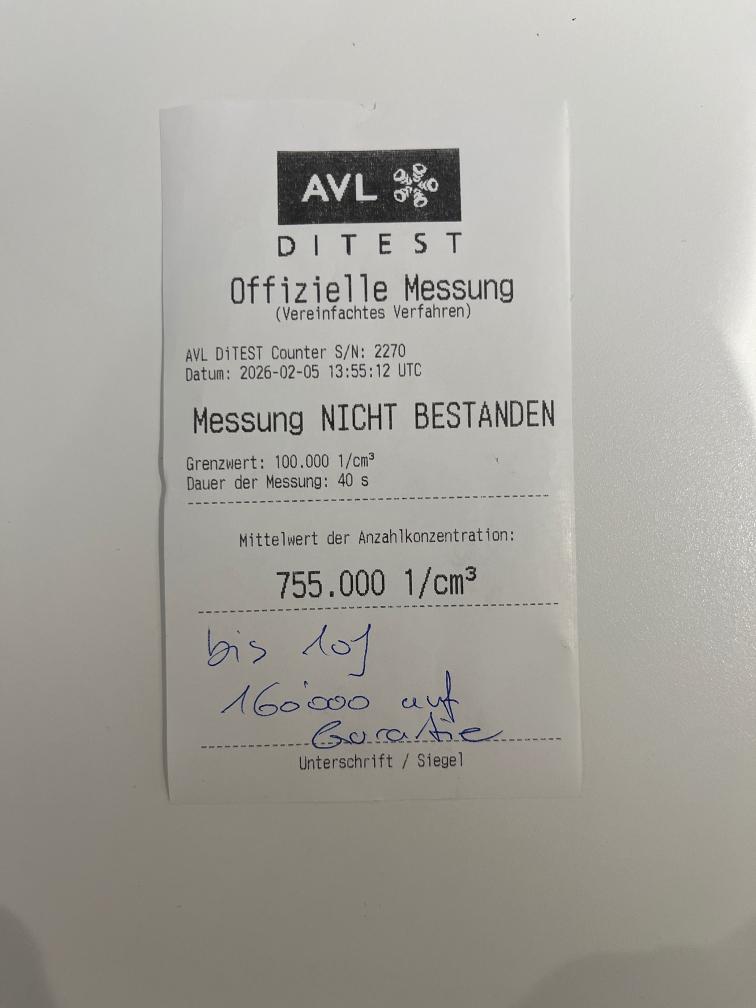 AVL
DITEST
Offizielle Messung
(Vereinfachtes Verfahren)
AVL DiTEST Counter S/N: 2270
Datum: 2026-02-05 13:55:12 UTC
Messung NICHT BESTANDEN
Grenzwert: 100.000 1/cm³
Dauer der Messung: 40 s
Mittelwert der Anzahlkonzentration:
755.000 1/cm³
bis 10J
160'000 auf
Garatie
Unterschrift / Siegel